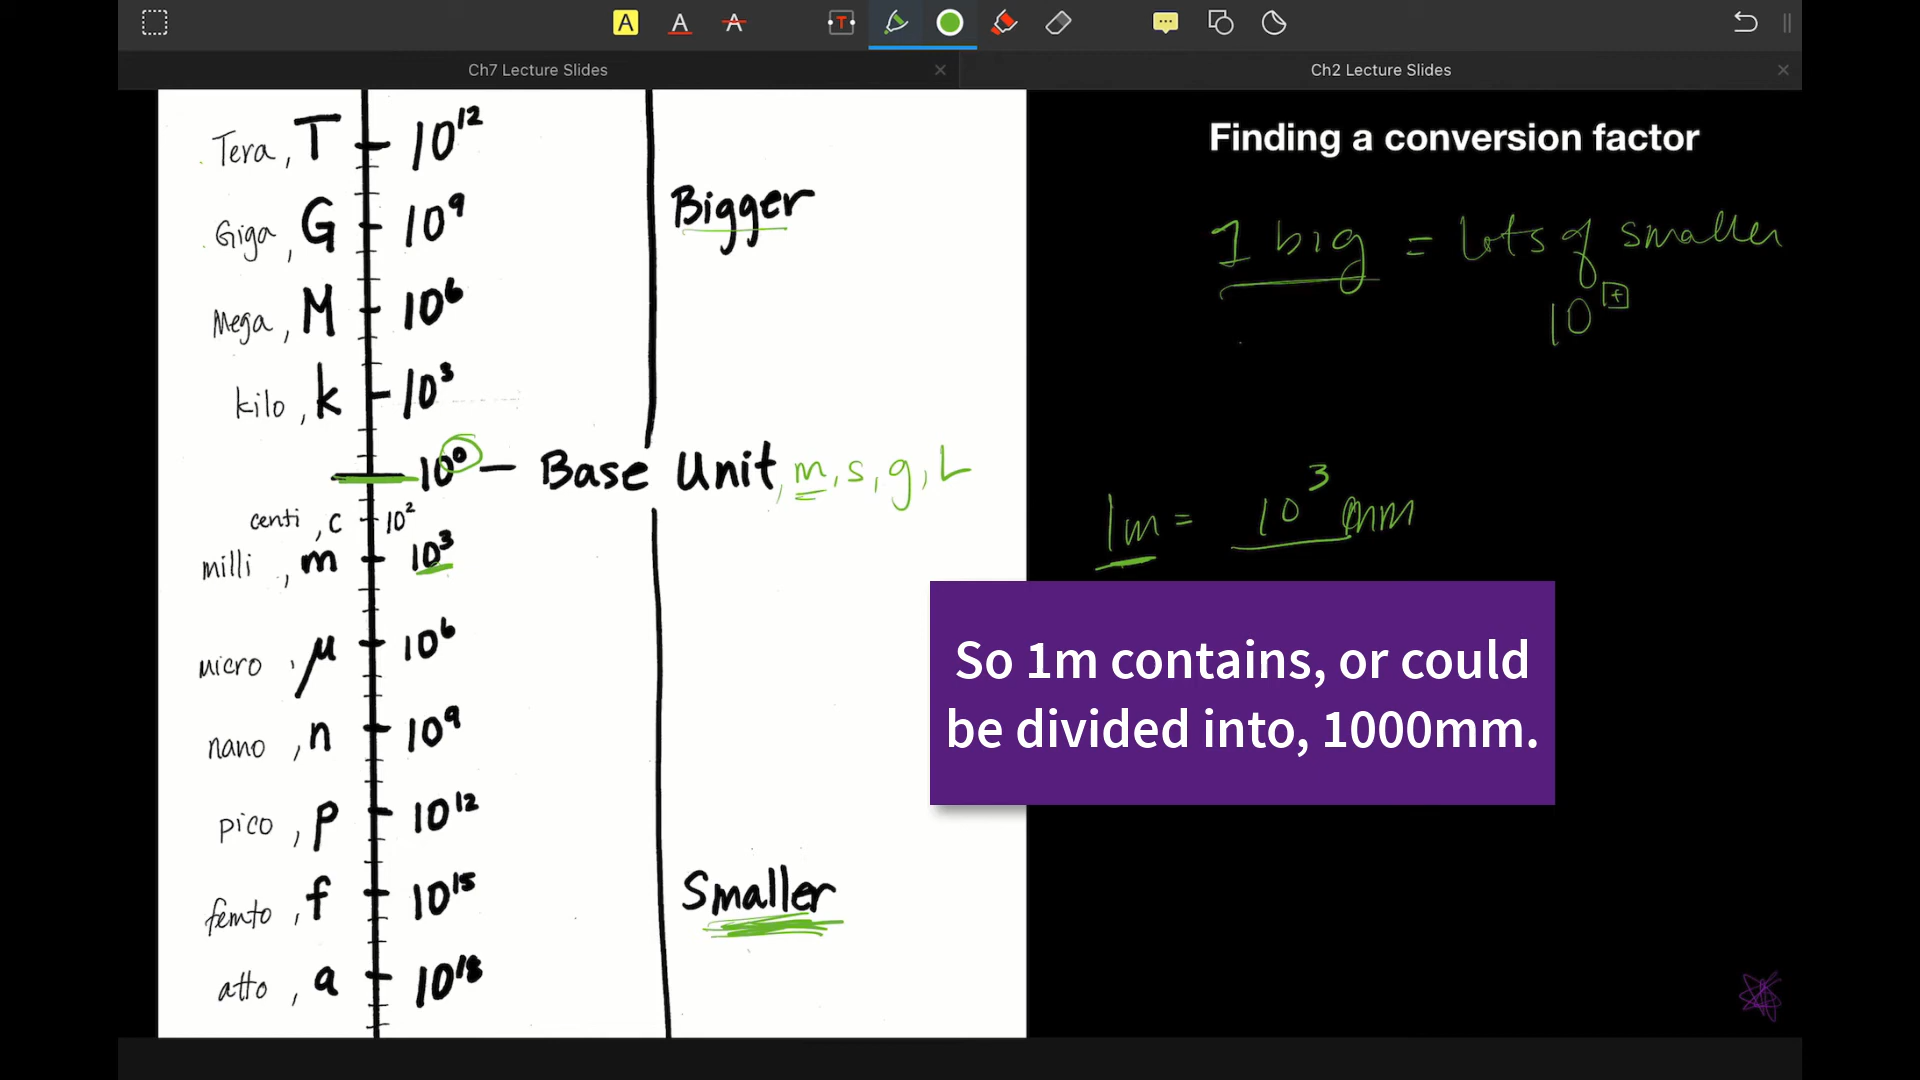 A A A T
Ch7 Lecture Slides
Ch2 Lecture Slides
Tera, T 10¹²
Giga, G 10⁹
Mega, M 10⁶
kilo, k 10³
10⁰ — Base Unit, m, s, g, L
centi, c 10²
milli, m 10³
micro, µ 10⁶
nano, n 10⁹
pico, p 10¹²
femto, f 10¹⁵
atto, a 10¹⁸
Bigger
Smaller
Finding a conversion factor
1 big = lots of smaller
10⁺
1m = 10³ mm
So 1m contains, or could
be divided into, 1000mm.